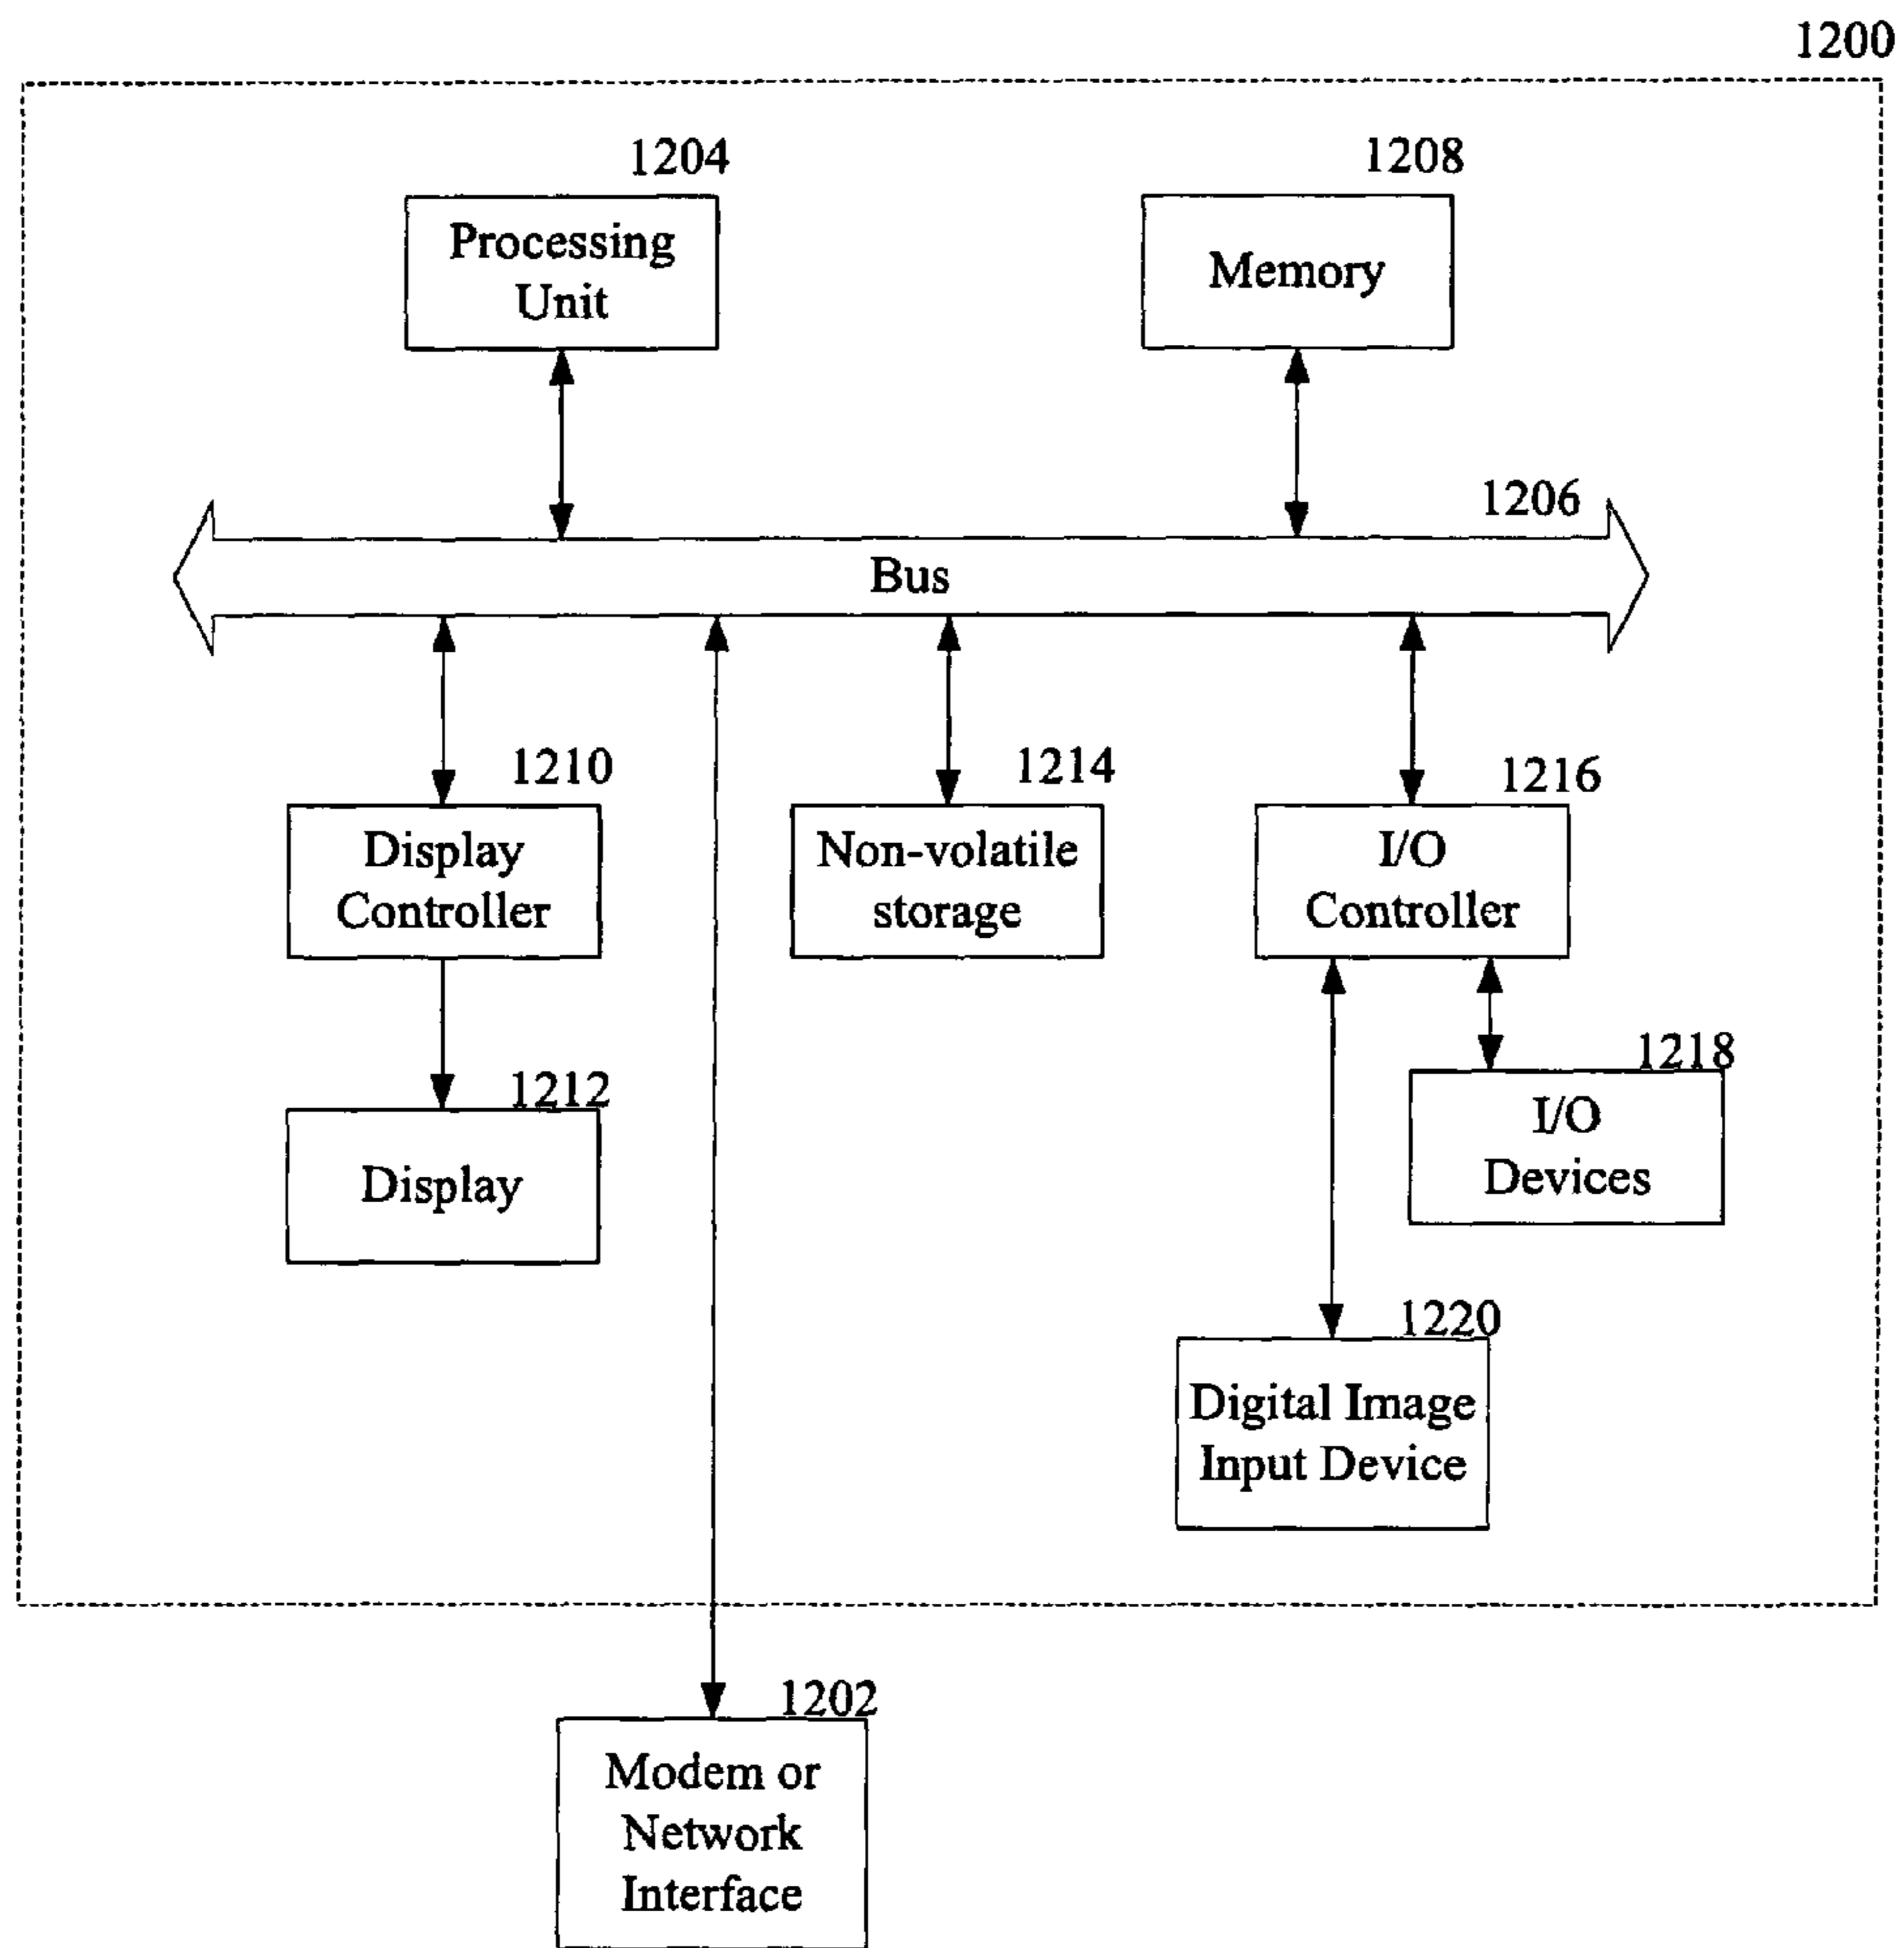 1200
1204
Processing
Unit
1208
Memory
1206
Bus
1210
Display
Controller
1214
Non-volatile
storage
1216
I/O
Controller
1212
Display
1218
I/O
Devices
1220
Digital Image
Input Device
1202
Modem or
Network
Interface